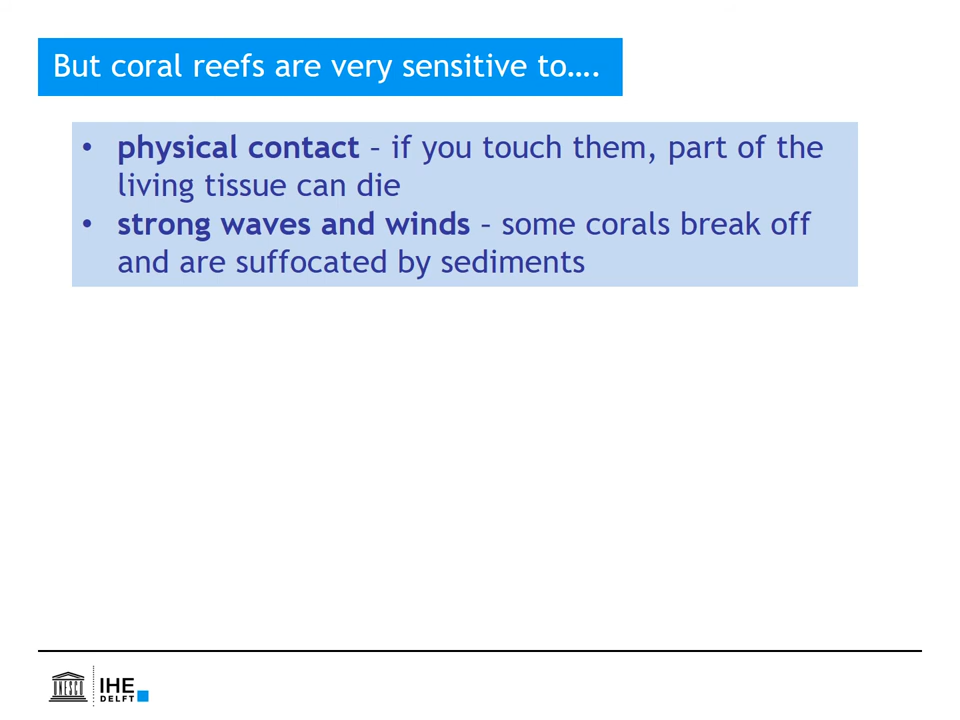 But coral reefs are very sensitive to….
• physical contact – if you touch them, part of the
living tissue can die
• strong waves and winds – some corals break off
and are suffocated by sediments
UNESCO
IHE
DELFT